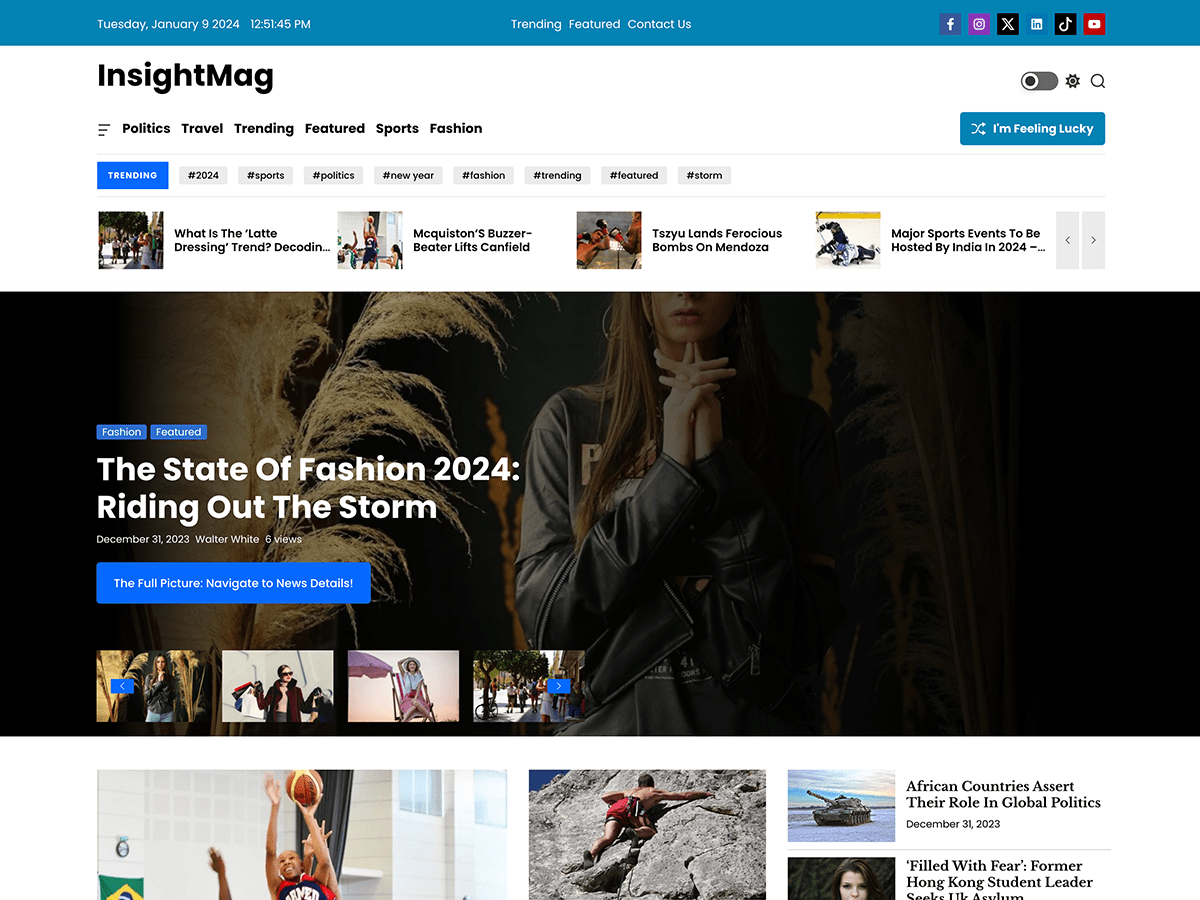 Tuesday, January 9 2024 12:51:45 PM
Trending Featured Contact Us
InsightMag
Politics Travel Trending Featured Sports Fashion
I'm Feeling Lucky
TRENDING #2024 #sports #politics #new year #fashion #trending #featured #storm
What Is The ‘Latte
Dressing’ Trend? Decodin...
Mcquiston’S Buzzer-
Beater Lifts Canfield
Tszyu Lands Ferocious
Bombs On Mendoza
Major Sports Events To Be
Hosted By India In 2024 –...
Fashion Featured
The State Of Fashion 2024:
Riding Out The Storm
December 31, 2023 Walter White 6 views
The Full Picture: Navigate to News Details!
African Countries Assert
Their Role In Global Politics
December 31, 2023
‘Filled With Fear’: Former
Hong Kong Student Leader
Seeks Uk Asylum